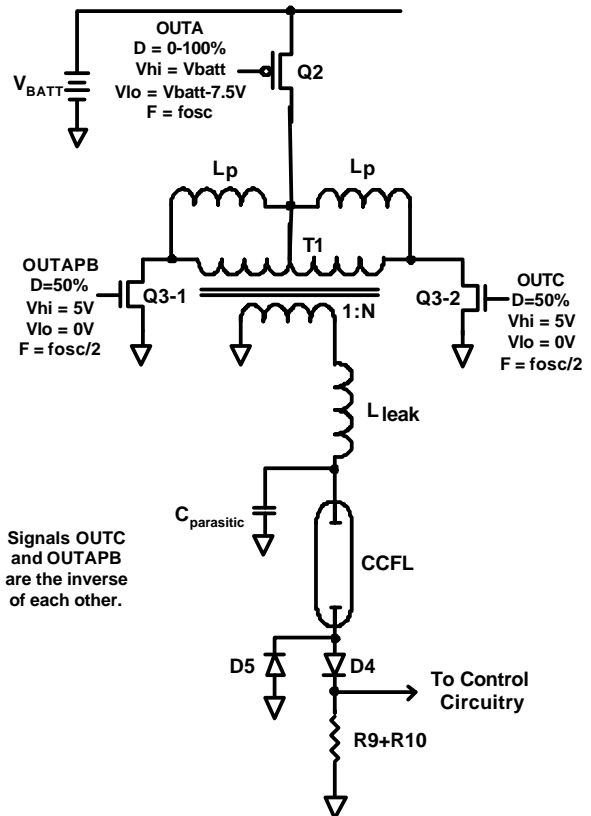 OUTA
D = 0-100%
Vhi = Vbatt
Vlo = Vbatt-7.5V
F = fosc
Q2
VBATT
Lp
Lp
T1
OUTAPB
D=50%
Vhi = 5V
Vlo = 0V
F = fosc/2
Q3-1
1:N
Q3-2
OUTC
D=50%
Vhi = 5V
Vlo = 0V
F = fosc/2
Lleak
Cparasitic
CCFL
Signals OUTC
and OUTAPB
are the inverse
of each other.
D5
D4
To Control
Circuitry
R9+R10